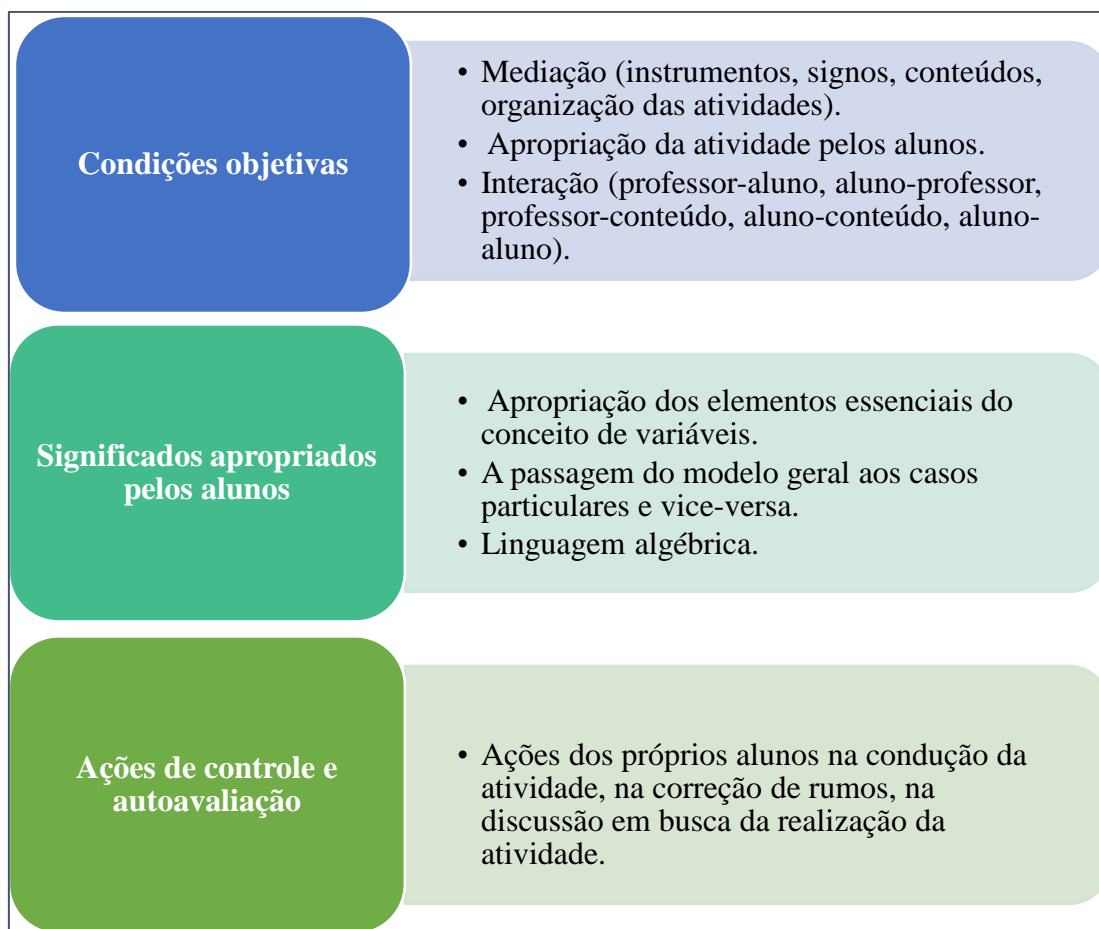 Condições objetivas
• Mediação (instrumentos, signos, conteúdos,
organização das atividades).
• Apropriação da atividade pelos alunos.
• Interação (professor-aluno, aluno-professor,
professor-conteúdo, aluno-conteúdo, aluno-
aluno).
Significados apropriados
pelos alunos
• Apropriação dos elementos essenciais do
conceito de variáveis.
• A passagem do modelo geral aos casos
particulares e vice-versa.
• Linguagem algébrica.
Ações de controle e
autoavaliação
• Ações dos próprios alunos na condução da
atividade, na correção de rumos, na
discussão em busca da realização da
atividade.